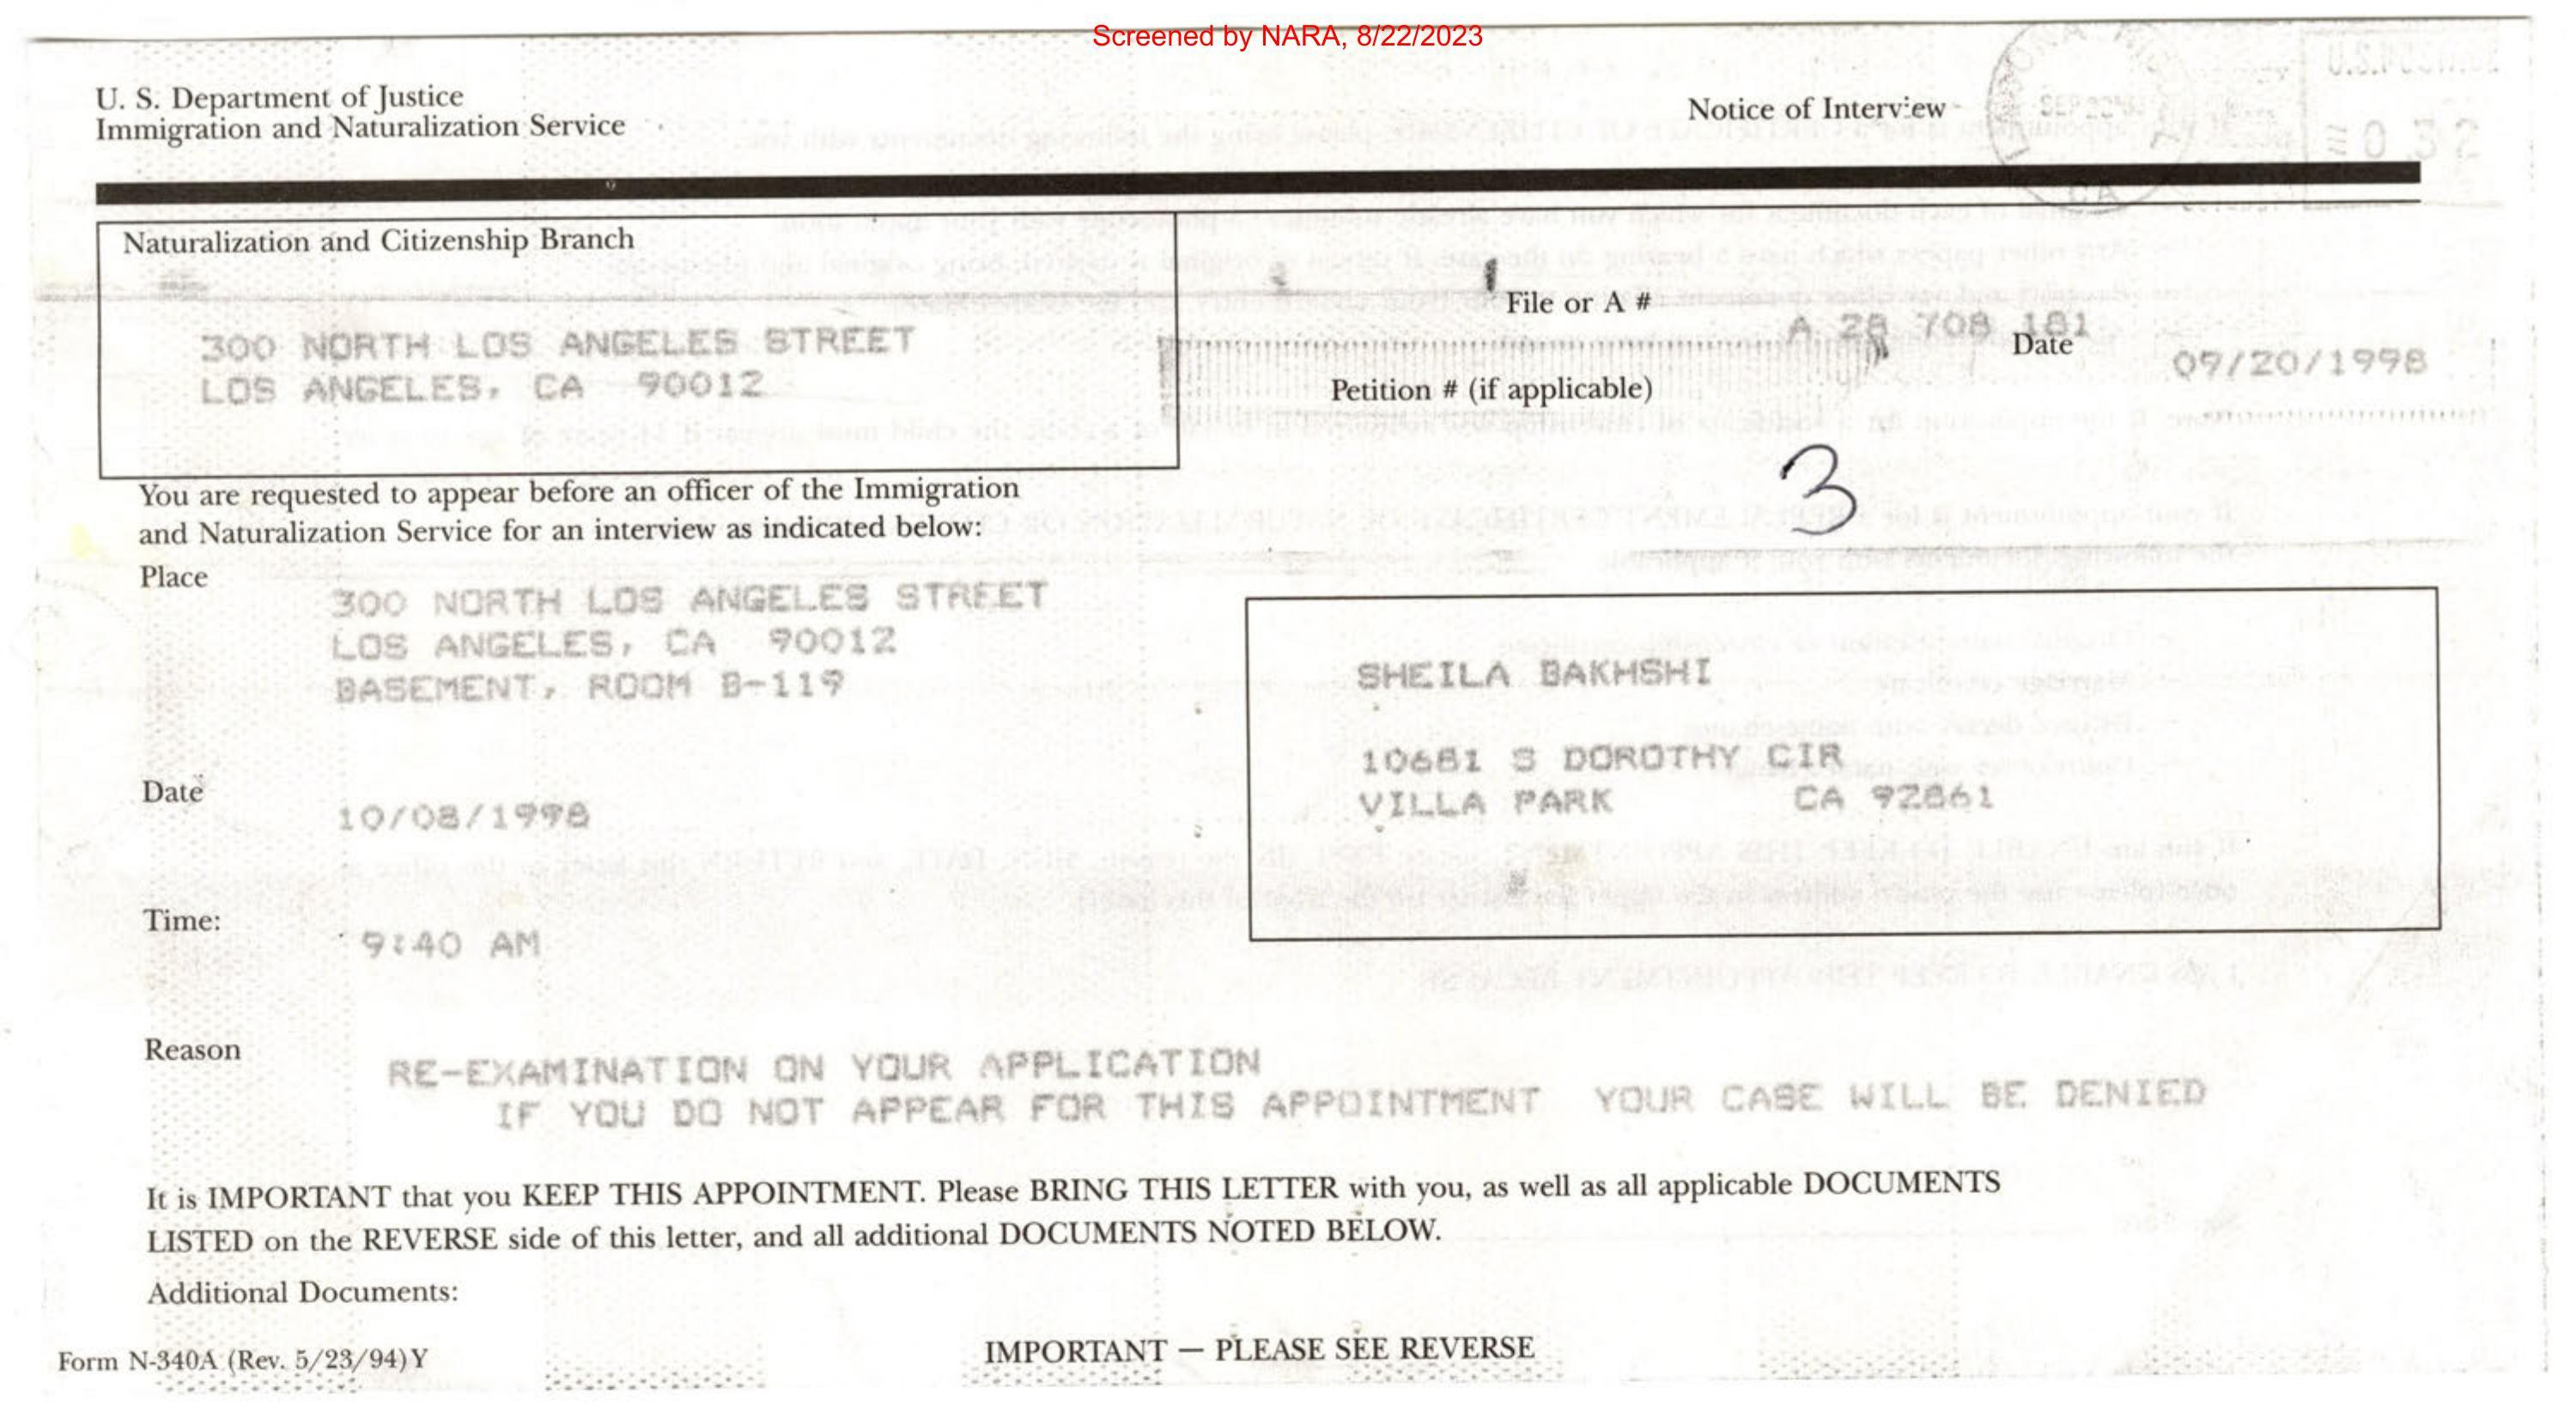 Screened by NARA, 8/22/2023
U. S. Department of Justice
Immigration and Naturalization Service
Notice of Interview
CA
SEP 22
U.S. POSTAGE
032
Naturalization and Citizenship Branch
300 NORTH LOS ANGELES STREET
LOS ANGELES, CA 90012
File or A #
A 28 708 181
Date
09/20/1998
Petition # (if applicable)
3
You are requested to appear before an officer of the Immigration
and Naturalization Service for an interview as indicated below:
Place
300 NORTH LOS ANGELES STREET
LOS ANGELES, CA 90012
BASEMENT, ROOM B-119
SHEILA BAKHSHI
10681 S DOROTHY CIR
VILLA PARK CA 92861
Date
10/08/1998
Time:
9:40 AM
Reason
RE-EXAMINATION ON YOUR APPLICATION
IF YOU DO NOT APPEAR FOR THIS APPOINTMENT YOUR CASE WILL BE DENIED
It is IMPORTANT that you KEEP THIS APPOINTMENT. Please BRING THIS LETTER with you, as well as all applicable DOCUMENTS
LISTED on the REVERSE side of this letter, and all additional DOCUMENTS NOTED BELOW.
Additional Documents:
Form N-340A (Rev. 5/23/94) Y
IMPORTANT — PLEASE SEE REVERSE